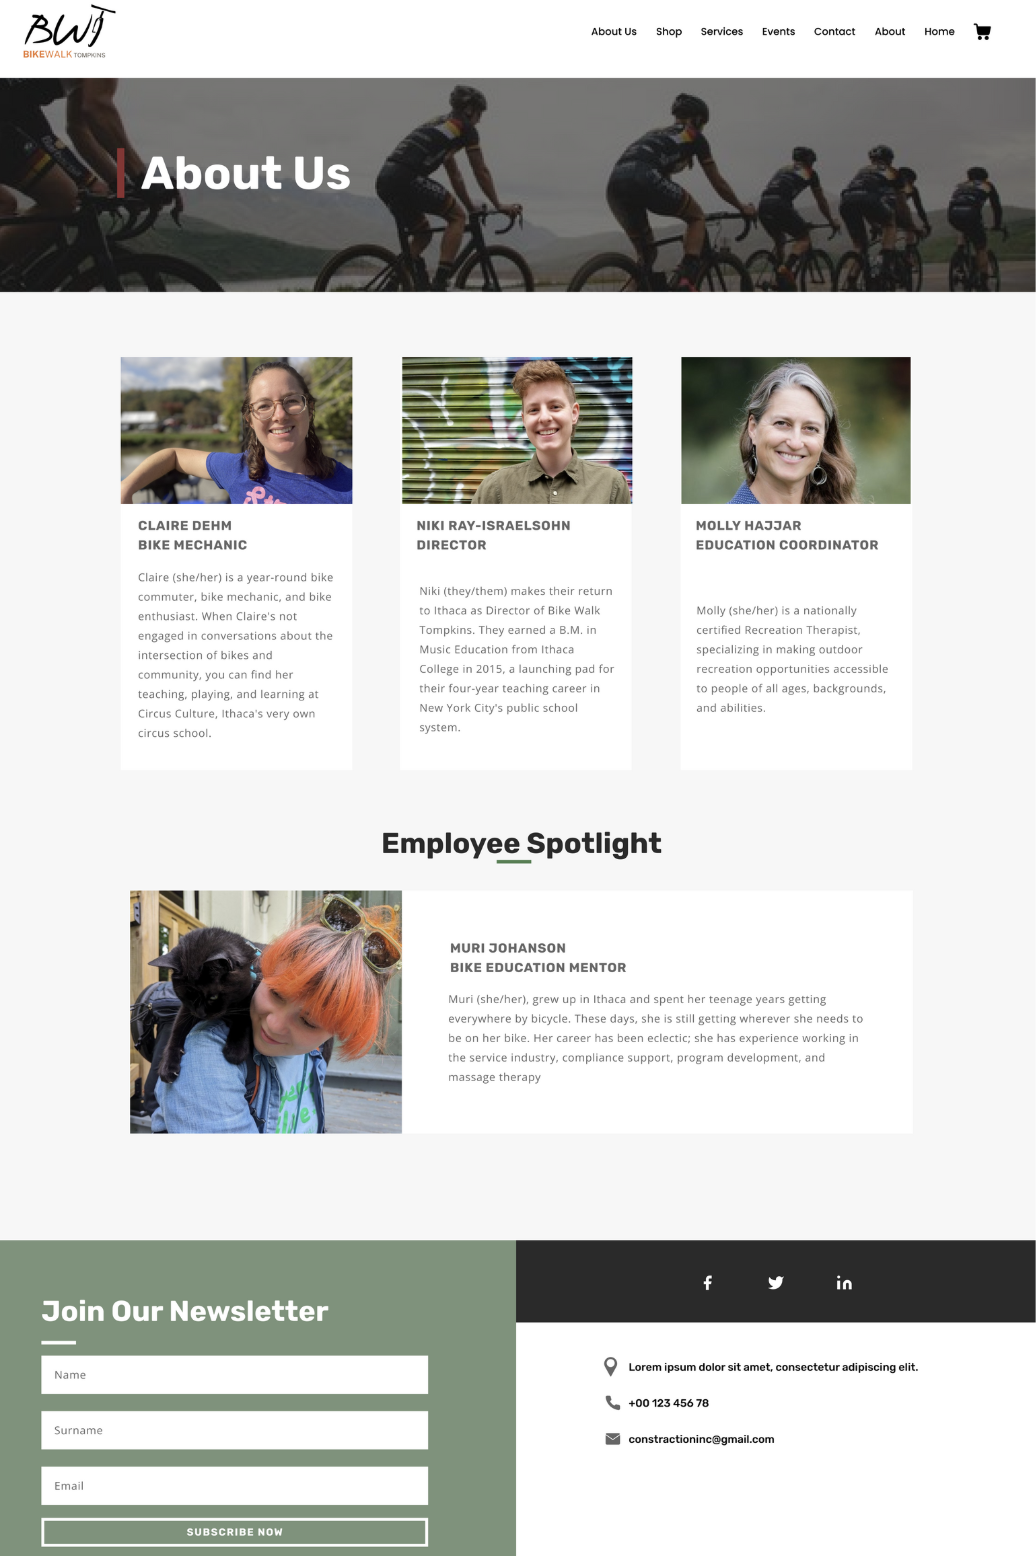 BWT
BIKEWALK TOMPKINS
About Us Shop Services Events Contact About Home
About Us
CLAIRE DEHM
BIKE MECHANIC
Claire (she/her) is a year-round bike
commuter, bike mechanic, and bike
enthusiast. When Claire's not
engaged in conversations about the
intersection of bikes and
community, you can find her
teaching, playing, and learning at
Circus Culture, Ithaca's very own
circus school.
NIKI RAY-ISRAELSOHN
DIRECTOR
Niki (they/them) makes their return
to Ithaca as Director of Bike Walk
Tompkins. They earned a B.M. in
Music Education from Ithaca
College in 2015, a launching pad for
their four-year teaching career in
New York City's public school
system.
MOLLY HAJJAR
EDUCATION COORDINATOR
Molly (she/her) is a nationally
certified Recreation Therapist,
specializing in making outdoor
recreation opportunities accessible
to people of all ages, backgrounds,
and abilities.
Employee Spotlight
MURI JOHANSON
BIKE EDUCATION MENTOR
Muri (she/her), grew up in Ithaca and spent her teenage years getting
everywhere by bicycle. These days, she is still getting wherever she needs to
be on her bike. Her career has been eclectic; she has experience working in
the service industry, compliance support, program development, and
massage therapy
Join Our Newsletter
Name
Surname
Email
SUBSCRIBE NOW
Lorem ipsum dolor sit amet, consectetur adipiscing elit.
+00 123 456 78
constractioninc@gmail.com